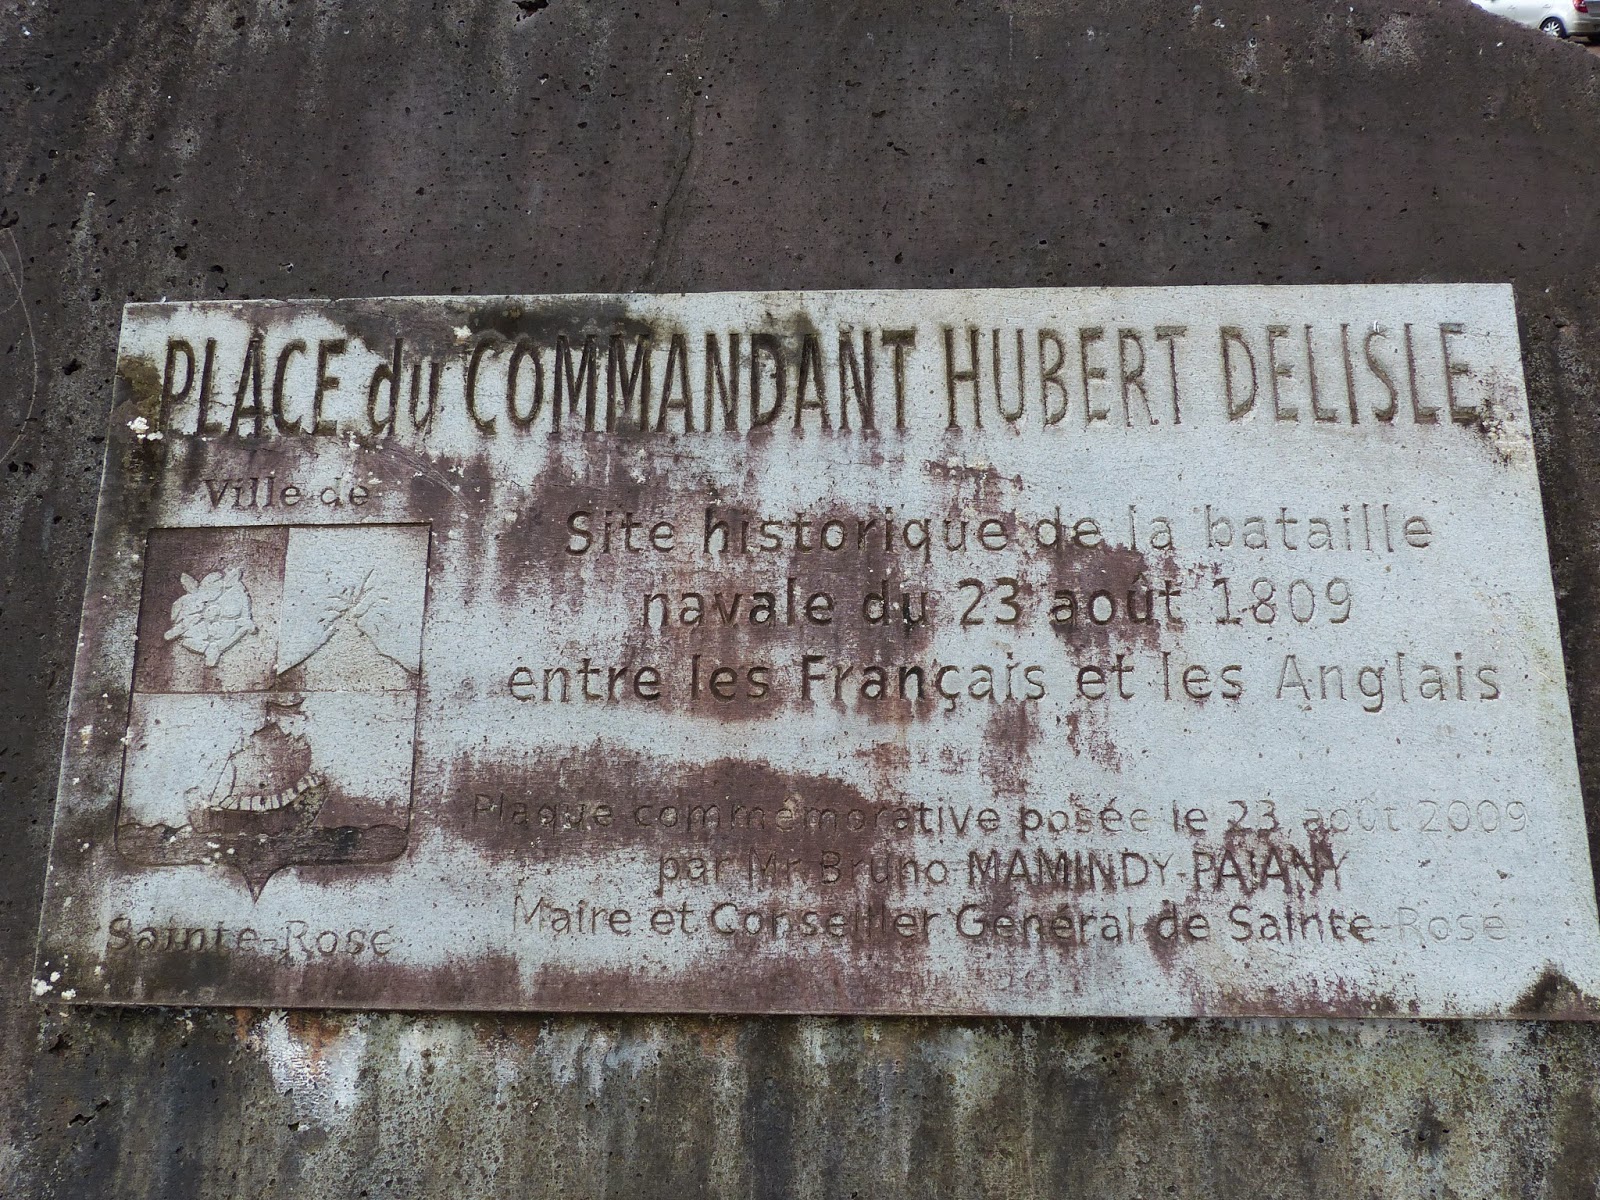 PLACE du COMMANDANT HUBERT DELISLE
Ville de
Sainte-Rose
Site historique de la bataille
navale du 23 août 1809
entre les Français et les Anglais
Plaque commémorative posée le 23 août 2009
par Mr Bruno MAMINDY-PAJANY
Maire et Conseiller Général de Sainte-Rose